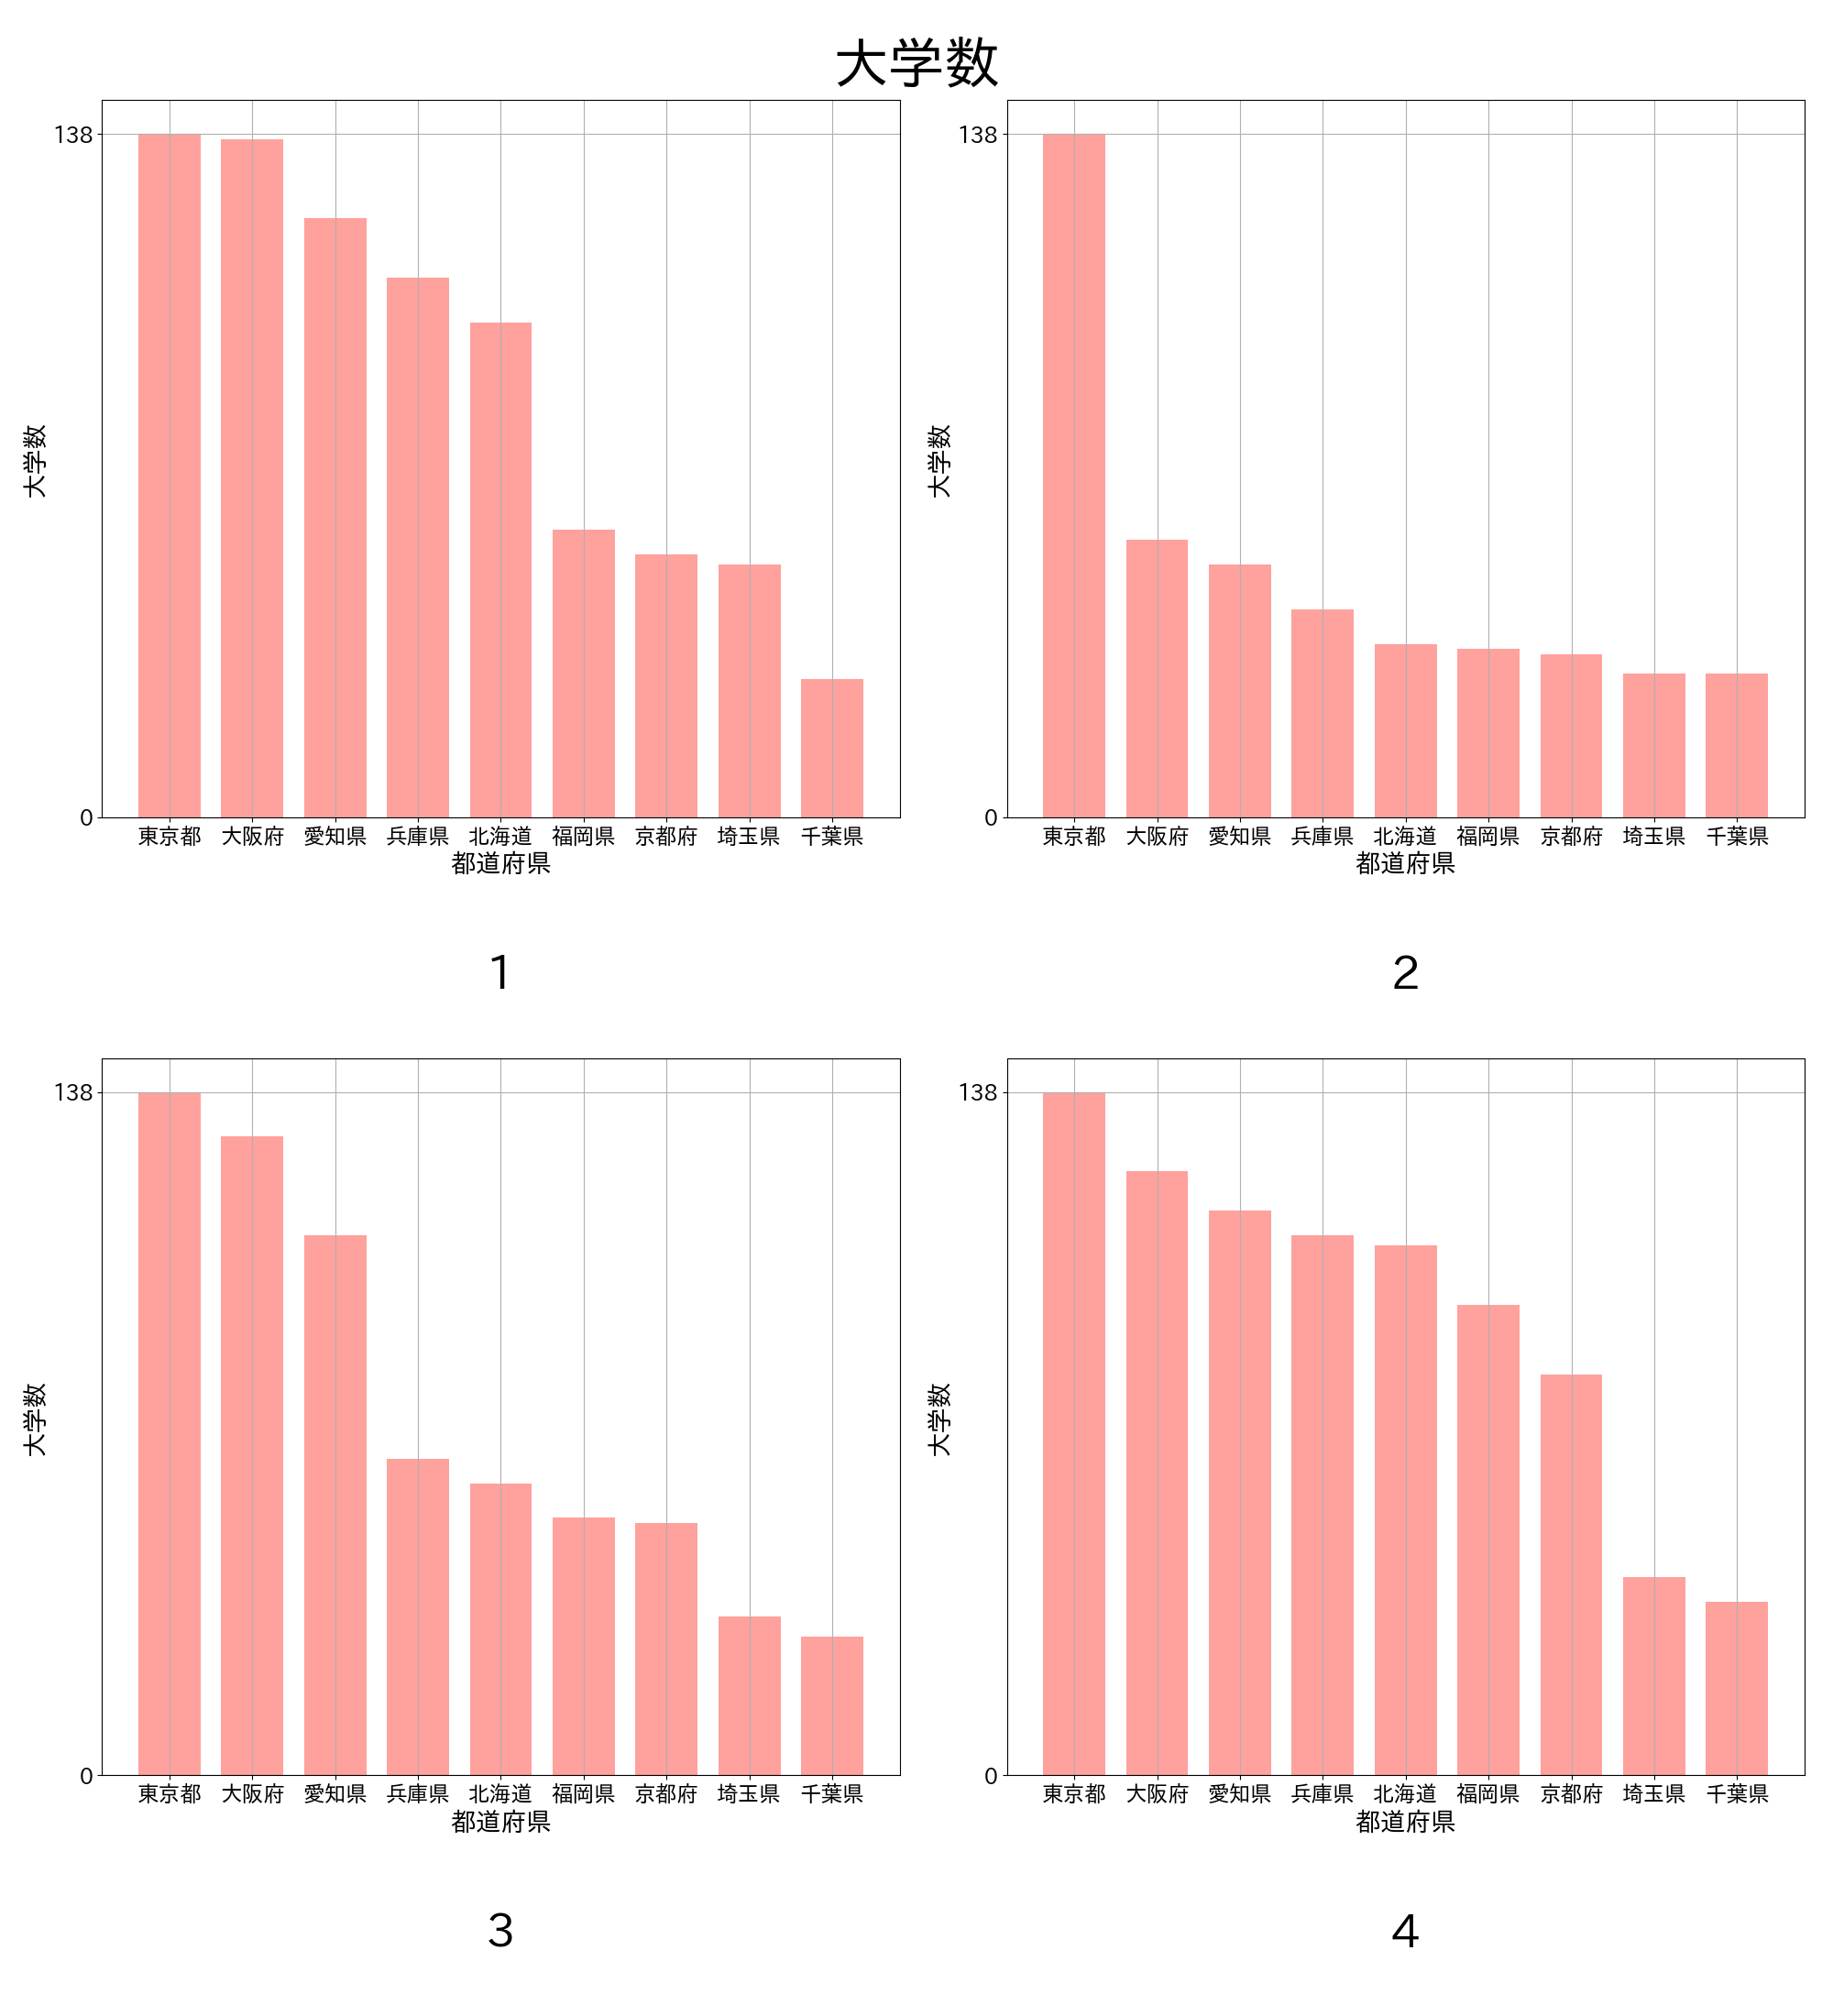 大学数
138
大学数
0
東京都 大阪府 愛知県 兵庫県 北海道 福岡県 京都府 埼玉県 千葉県
都道府県
1
138
大学数
0
東京都 大阪府 愛知県 兵庫県 北海道 福岡県 京都府 埼玉県 千葉県
都道府県
2
138
大学数
0
東京都 大阪府 愛知県 兵庫県 北海道 福岡県 京都府 埼玉県 千葉県
都道府県
3
138
大学数
0
東京都 大阪府 愛知県 兵庫県 北海道 福岡県 京都府 埼玉県 千葉県
都道府県
4